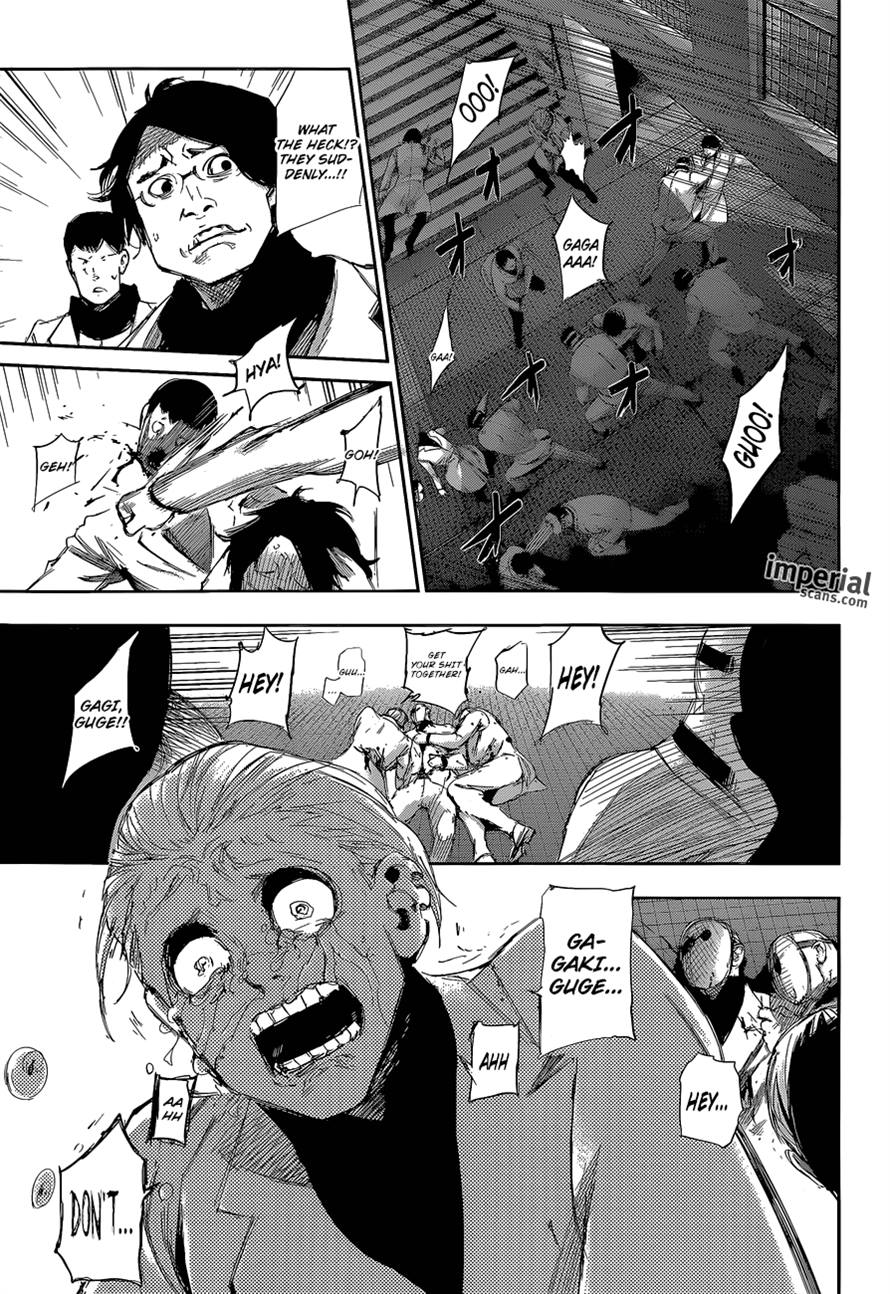 OOO!
GAGA
AAA!
GAA!
GUOO!
WHAT
THE HECK!?
THEY SUD-
DENLY...!!
HYA!
GOH!
GEH!
imperial
scans.com
HEY!
GAH...
GET
YOUR SHIT
TOGETHER!
GUU...
...
HEY!
GAGI,
GUGE!!
GA-
GAKI...
GUGE...
HEY...
AHH
AA
HH
DON'T...